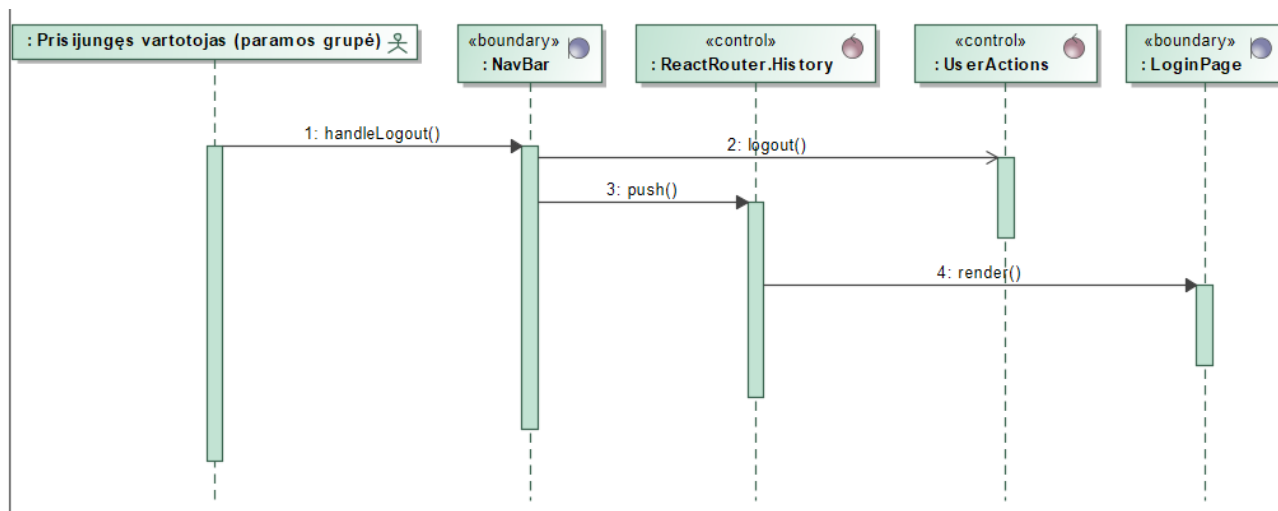 : Prisijungęs vartotojas (paramos grupė)
«boundary»
: NavBar
«control»
: ReactRouter.History
«control»
: UserActions
«boundary»
: LoginPage
1: handleLogout()
2: logout()
3: push()
4: render()